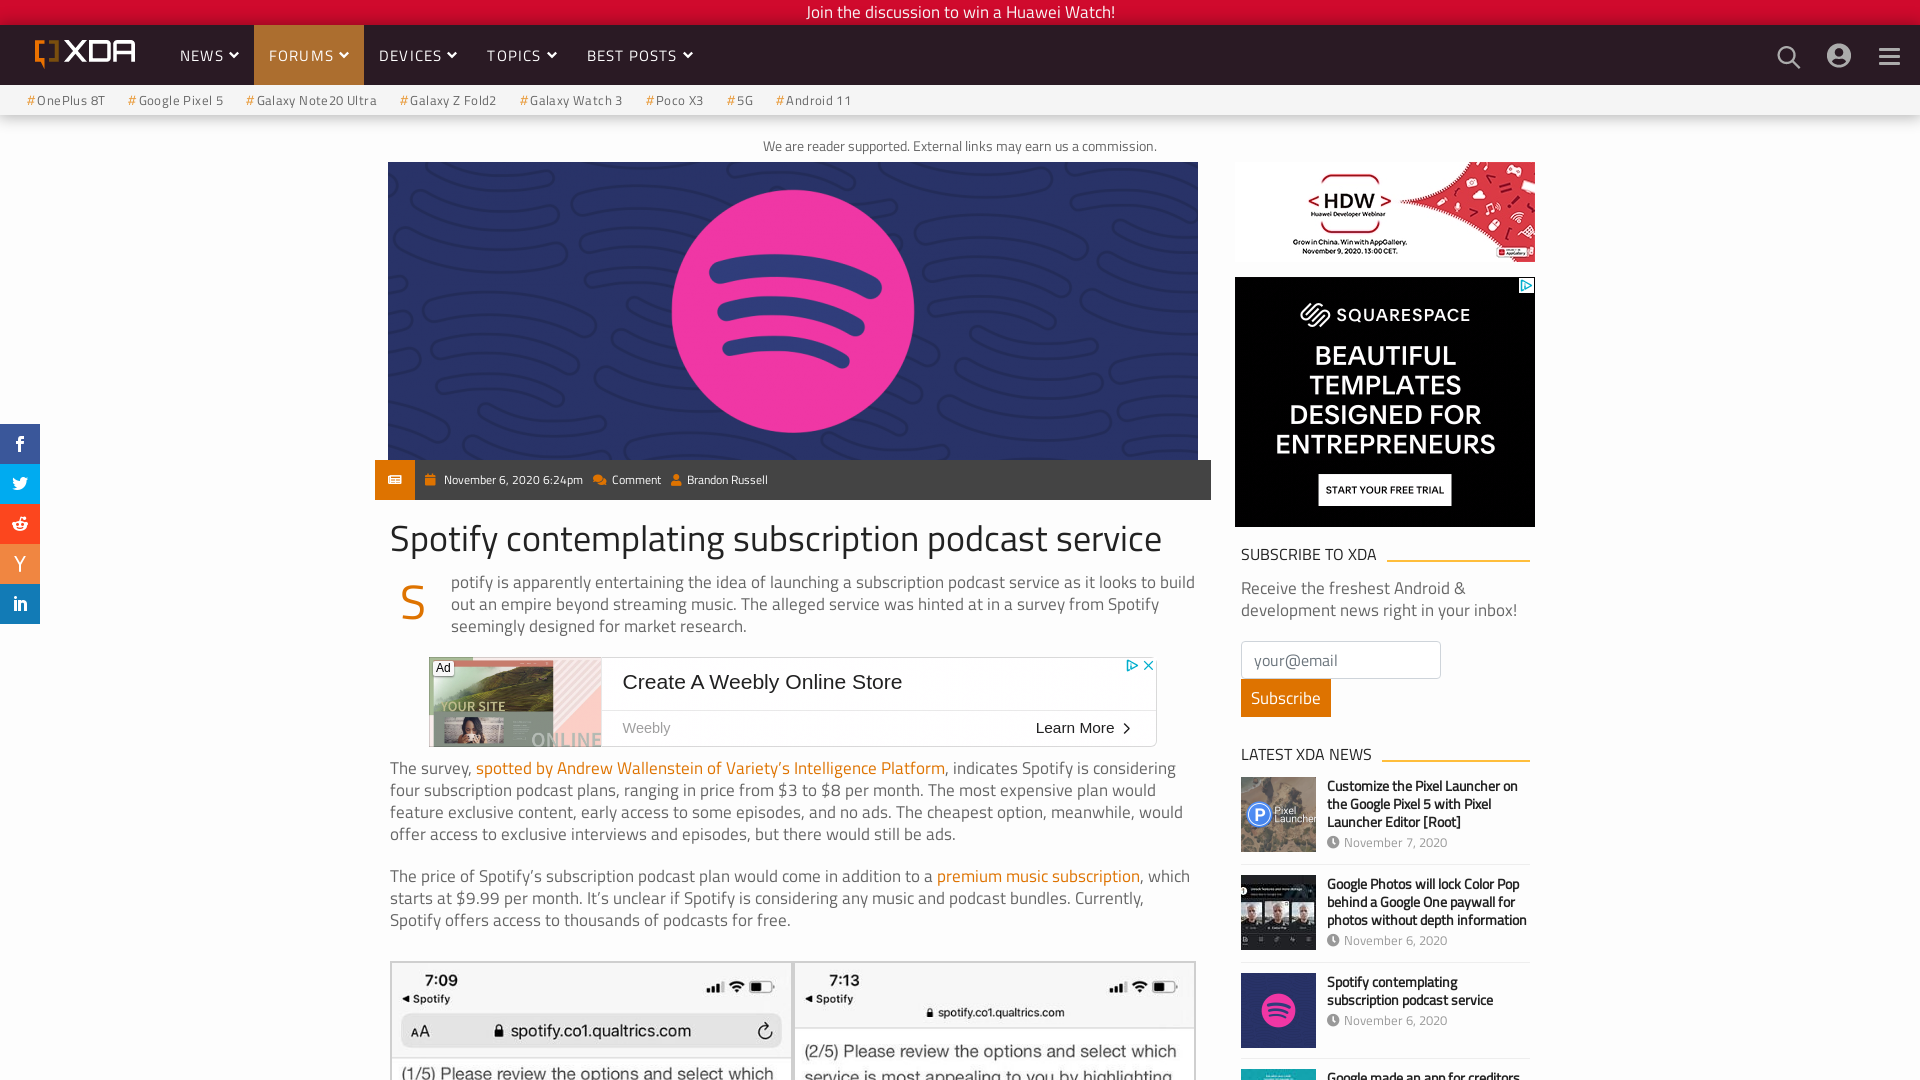 Join the discussion to win a Huawei Watch!
XDA
NEWS
FORUMS
DEVICES
TOPICS
BEST POSTS
#OnePlus 8T
#Google Pixel 5
#Galaxy Note20 Ultra
#Galaxy Z Fold2
#Galaxy Watch 3
#Poco X3
#5G
#Android 11
We are reader supported. External links may earn us a commission.
November 6, 2020 6:24pm
Comment
Brandon Russell
Spotify contemplating subscription podcast service
Spotify is apparently entertaining the idea of launching a subscription podcast service as it looks to build
out an empire beyond streaming music. The alleged service was hinted at in a survey from Spotify
seemingly designed for market research.
Ad
YOUR SITE
ONLINE
Create A Weebly Online Store
Weebly
Learn More
The survey, spotted by Andrew Wallenstein of Variety’s Intelligence Platform, indicates Spotify is considering
four subscription podcast plans, ranging in price from $3 to $8 per month. The most expensive plan would
feature exclusive content, early access to some episodes, and no ads. The cheapest option, meanwhile, would
offer access to exclusive interviews and episodes, but there would still be ads.
The price of Spotify’s subscription podcast plan would come in addition to a premium music subscription, which
starts at $9.99 per month. It’s unclear if Spotify is considering any music and podcast bundles. Currently,
Spotify offers access to thousands of podcasts for free.
7:09
Spotify
AA
spotify.co1.qualtrics.com
(1/5) Please review the options and select which
7:13
Spotify
spotify.co1.qualtrics.com
(2/5) Please review the options and select which
service is most appealing to you by highlighting
<HDW>
Huawei Developer Webinar
Grow in China. Win with AppGallery.
November 9, 2020. 13:00 CET.
SQUARESPACE
BEAUTIFUL
TEMPLATES
DESIGNED FOR
ENTREPRENEURS
START YOUR FREE TRIAL
SUBSCRIBE TO XDA
Receive the freshest Android &
development news right in your inbox!
your@email
Subscribe
LATEST XDA NEWS
Pixel
Launcher
Customize the Pixel Launcher on
the Google Pixel 5 with Pixel
Launcher Editor [Root]
November 7, 2020
Google Photos will lock Color Pop
behind a Google One paywall for
photos without depth information
November 6, 2020
Spotify contemplating
subscription podcast service
November 6, 2020
Google made an app for creditors